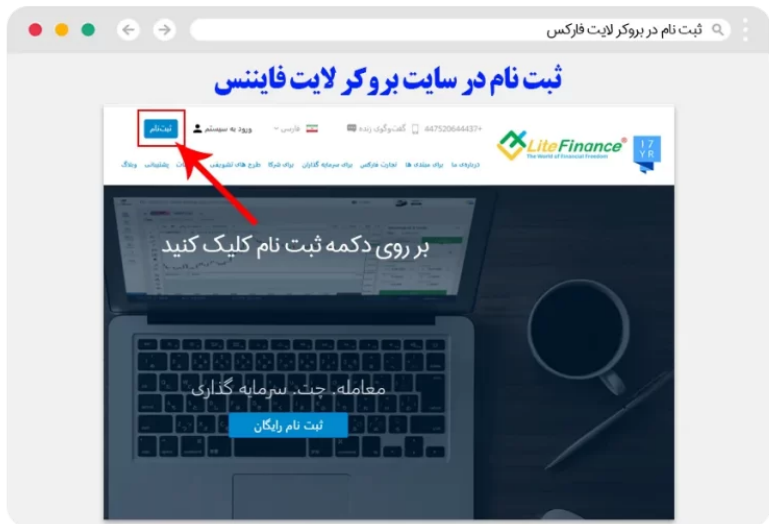 ثبت نام در بروکر لایت فارکس
ثبت نام در سایت بروکر لایت فایننس
+447520644437 گفت‌وگوی زنده فارسی ورود به سیستم ثبت‌نام
LiteFinance®
The World of Financial Freedom
17 YR
درباره‌ی ما برای مبتدی ها تجارت فارکس برای سرمایه گذاران برای شرکا طرح های تشویقی پشتیبانی وبلاگ
بر روی دکمه ثبت نام کلیک کنید
معامله. چت. سرمایه گذاری
ثبت نام رایگان